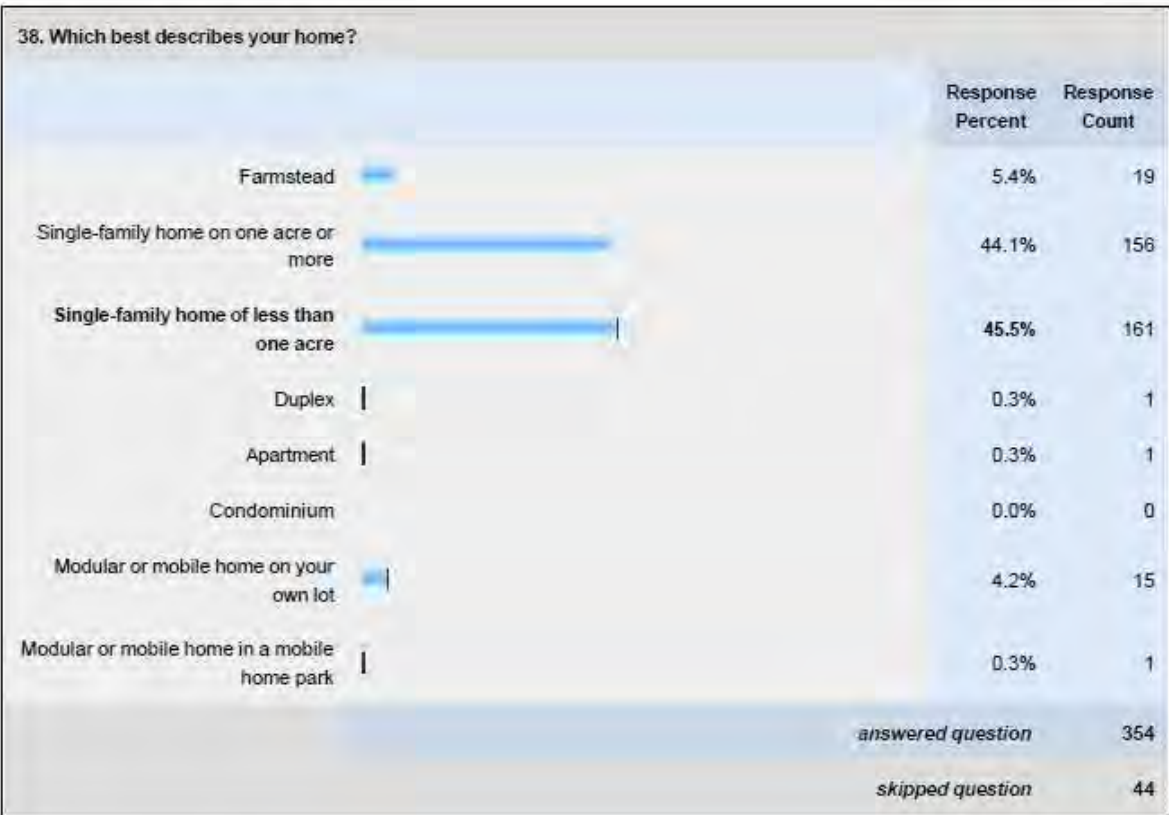 38. Which best describes your home?
Response Percent Response Count
Farmstead 5.4% 19
Single-family home on one acre or
more 44.1% 156
Single-family home of less than
one acre 45.5% 161
Duplex 0.3% 1
Apartment 0.3% 1
Condominium 0.0% 0
Modular or mobile home on your
own lot 4.2% 15
Modular or mobile home in a mobile
home park 0.3% 1
answered question 354
skipped question 44